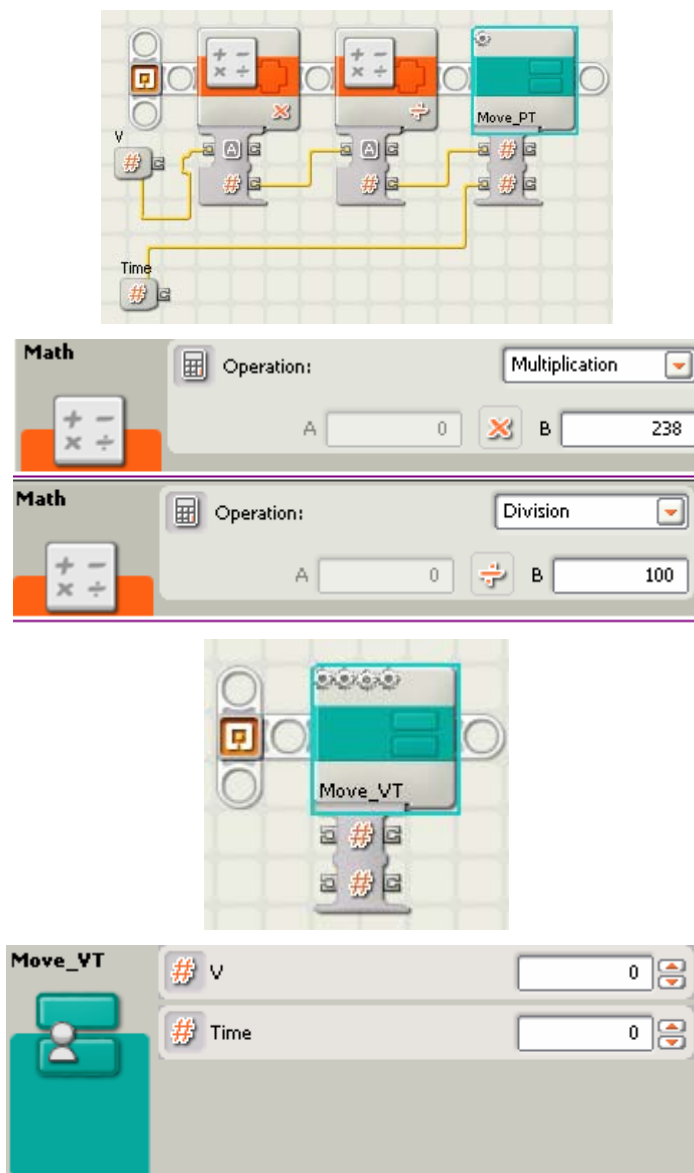 V
A
A
Move_PT
Time
Math
Operation:
Multiplication
A
0
B
238
Math
Operation:
Division
A
0
B
100
Move_VT
Move_VT
# V
0
# Time
0